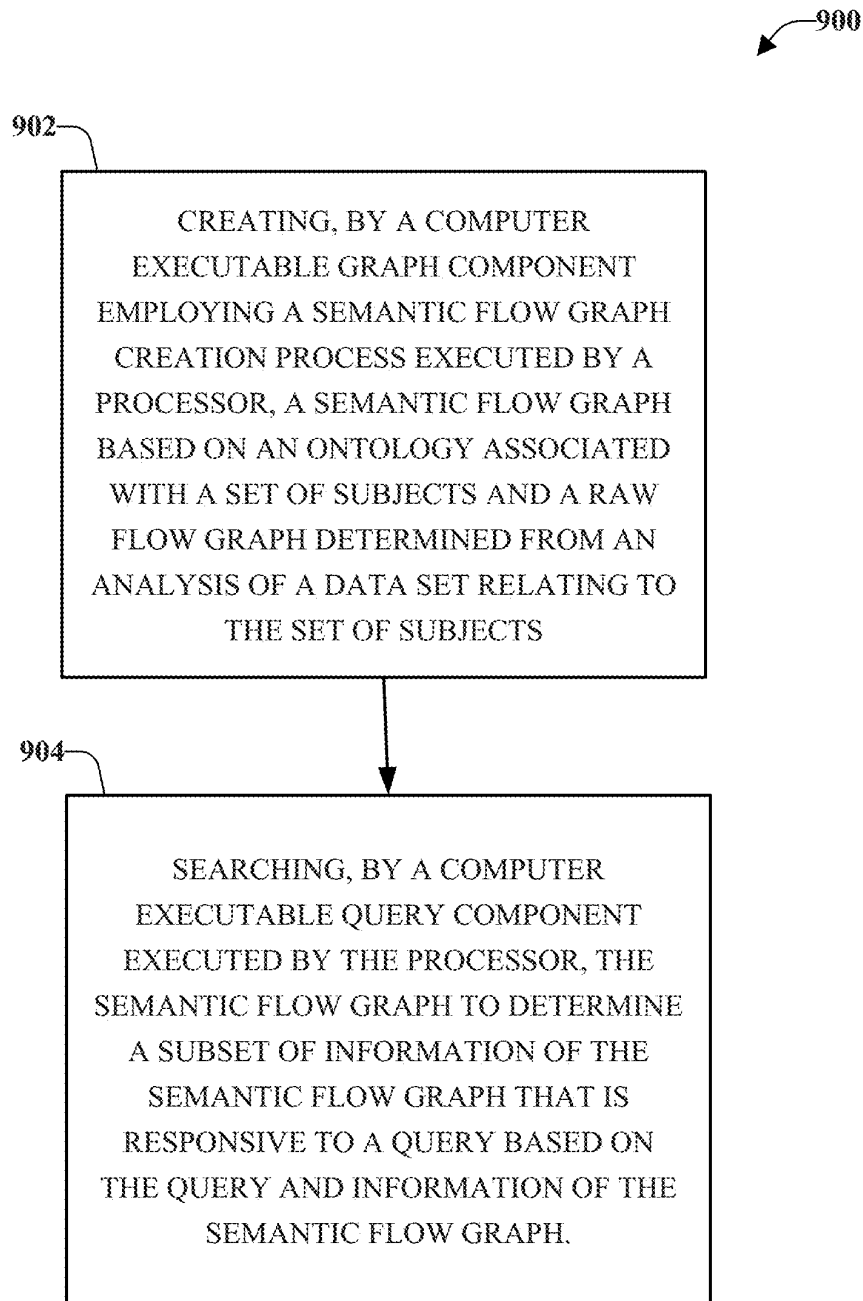 900
902
CREATING, BY A COMPUTER
EXECUTABLE GRAPH COMPONENT
EMPLOYING A SEMANTIC FLOW GRAPH
CREATION PROCESS EXECUTED BY A
PROCESSOR, A SEMANTIC FLOW GRAPH
BASED ON AN ONTOLOGY ASSOCIATED
WITH A SET OF SUBJECTS AND A RAW
FLOW GRAPH DETERMINED FROM AN
ANALYSIS OF A DATA SET RELATING TO
THE SET OF SUBJECTS
904
SEARCHING, BY A COMPUTER
EXECUTABLE QUERY COMPONENT
EXECUTED BY THE PROCESSOR, THE
SEMANTIC FLOW GRAPH TO DETERMINE
A SUBSET OF INFORMATION OF THE
SEMANTIC FLOW GRAPH THAT IS
RESPONSIVE TO A QUERY BASED ON
THE QUERY AND INFORMATION OF THE
SEMANTIC FLOW GRAPH.